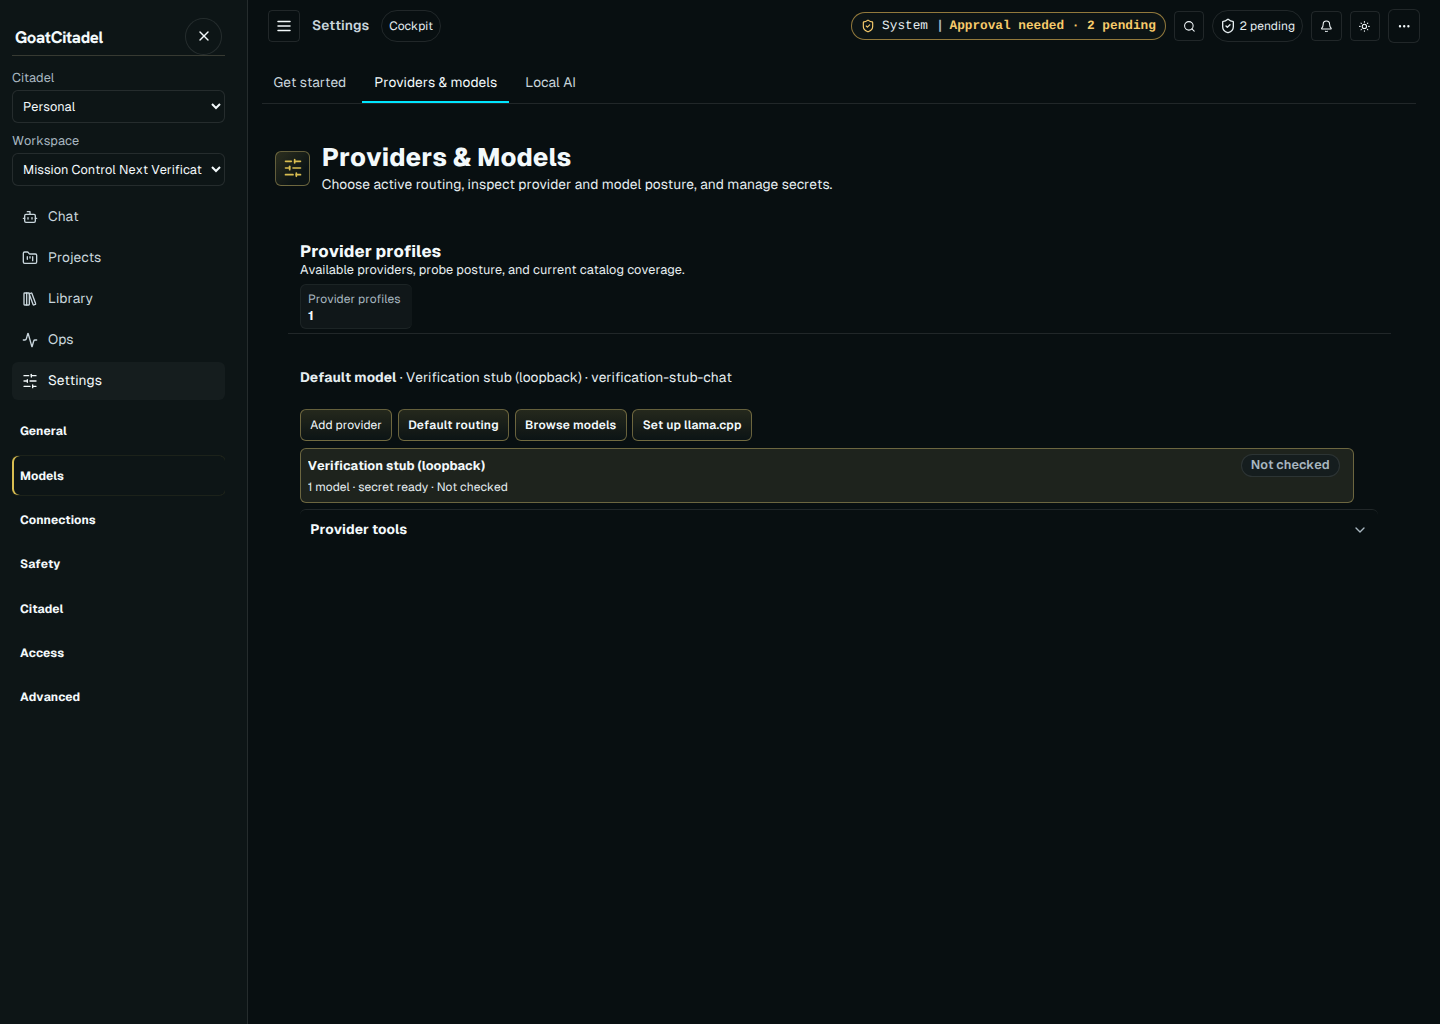 GoatCitadel
Citadel
Personal
Workspace
Mission Control Next Verificat
Chat
Projects
Library
Ops
Settings
General
Models
Connections
Safety
Citadel
Access
Advanced
Settings
Cockpit
System | Approval needed · 2 pending
2 pending
Get started
Providers & models
Local AI
Providers & Models
Choose active routing, inspect provider and model posture, and manage secrets.
Provider profiles
Available providers, probe posture, and current catalog coverage.
Provider profiles
1
Default model · Verification stub (loopback) · verification-stub-chat
Add provider
Default routing
Browse models
Set up llama.cpp
Verification stub (loopback)
Not checked
1 model · secret ready · Not checked
Provider tools